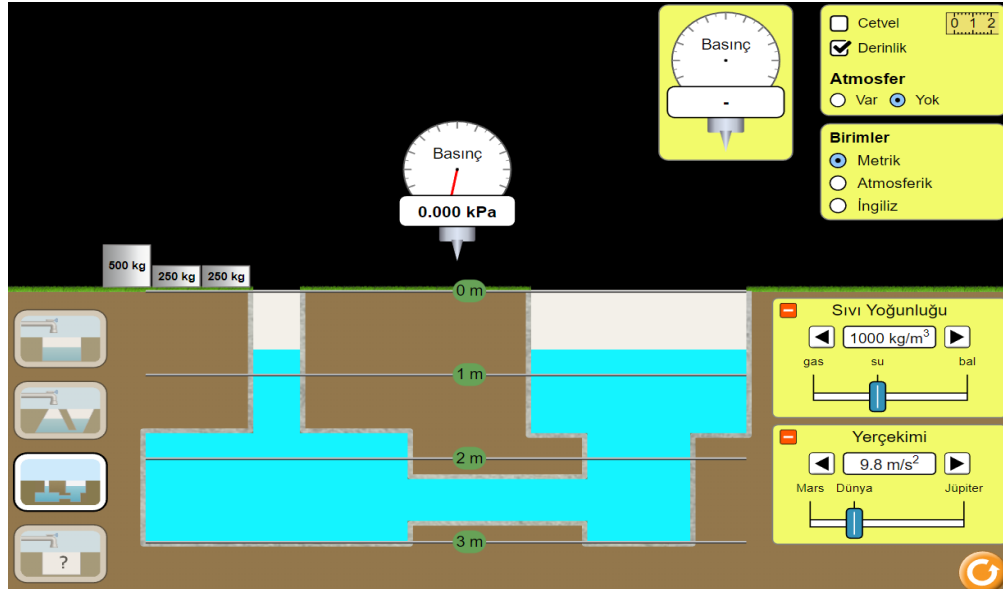 Basınç
-
Cetvel
0 1 2
Derinlik
Atmosfer
Var Yok
Birimler
Metrik
Atmosferik
İngiliz
Basınç
0.000 kPa
500 kg
250 kg 250 kg
0 m
1 m
2 m
3 m
?
Sıvı Yoğunluğu
1000 kg/m³
gas su bal
Yerçekimi
9.8 m/s²
Mars Dünya Jüpiter